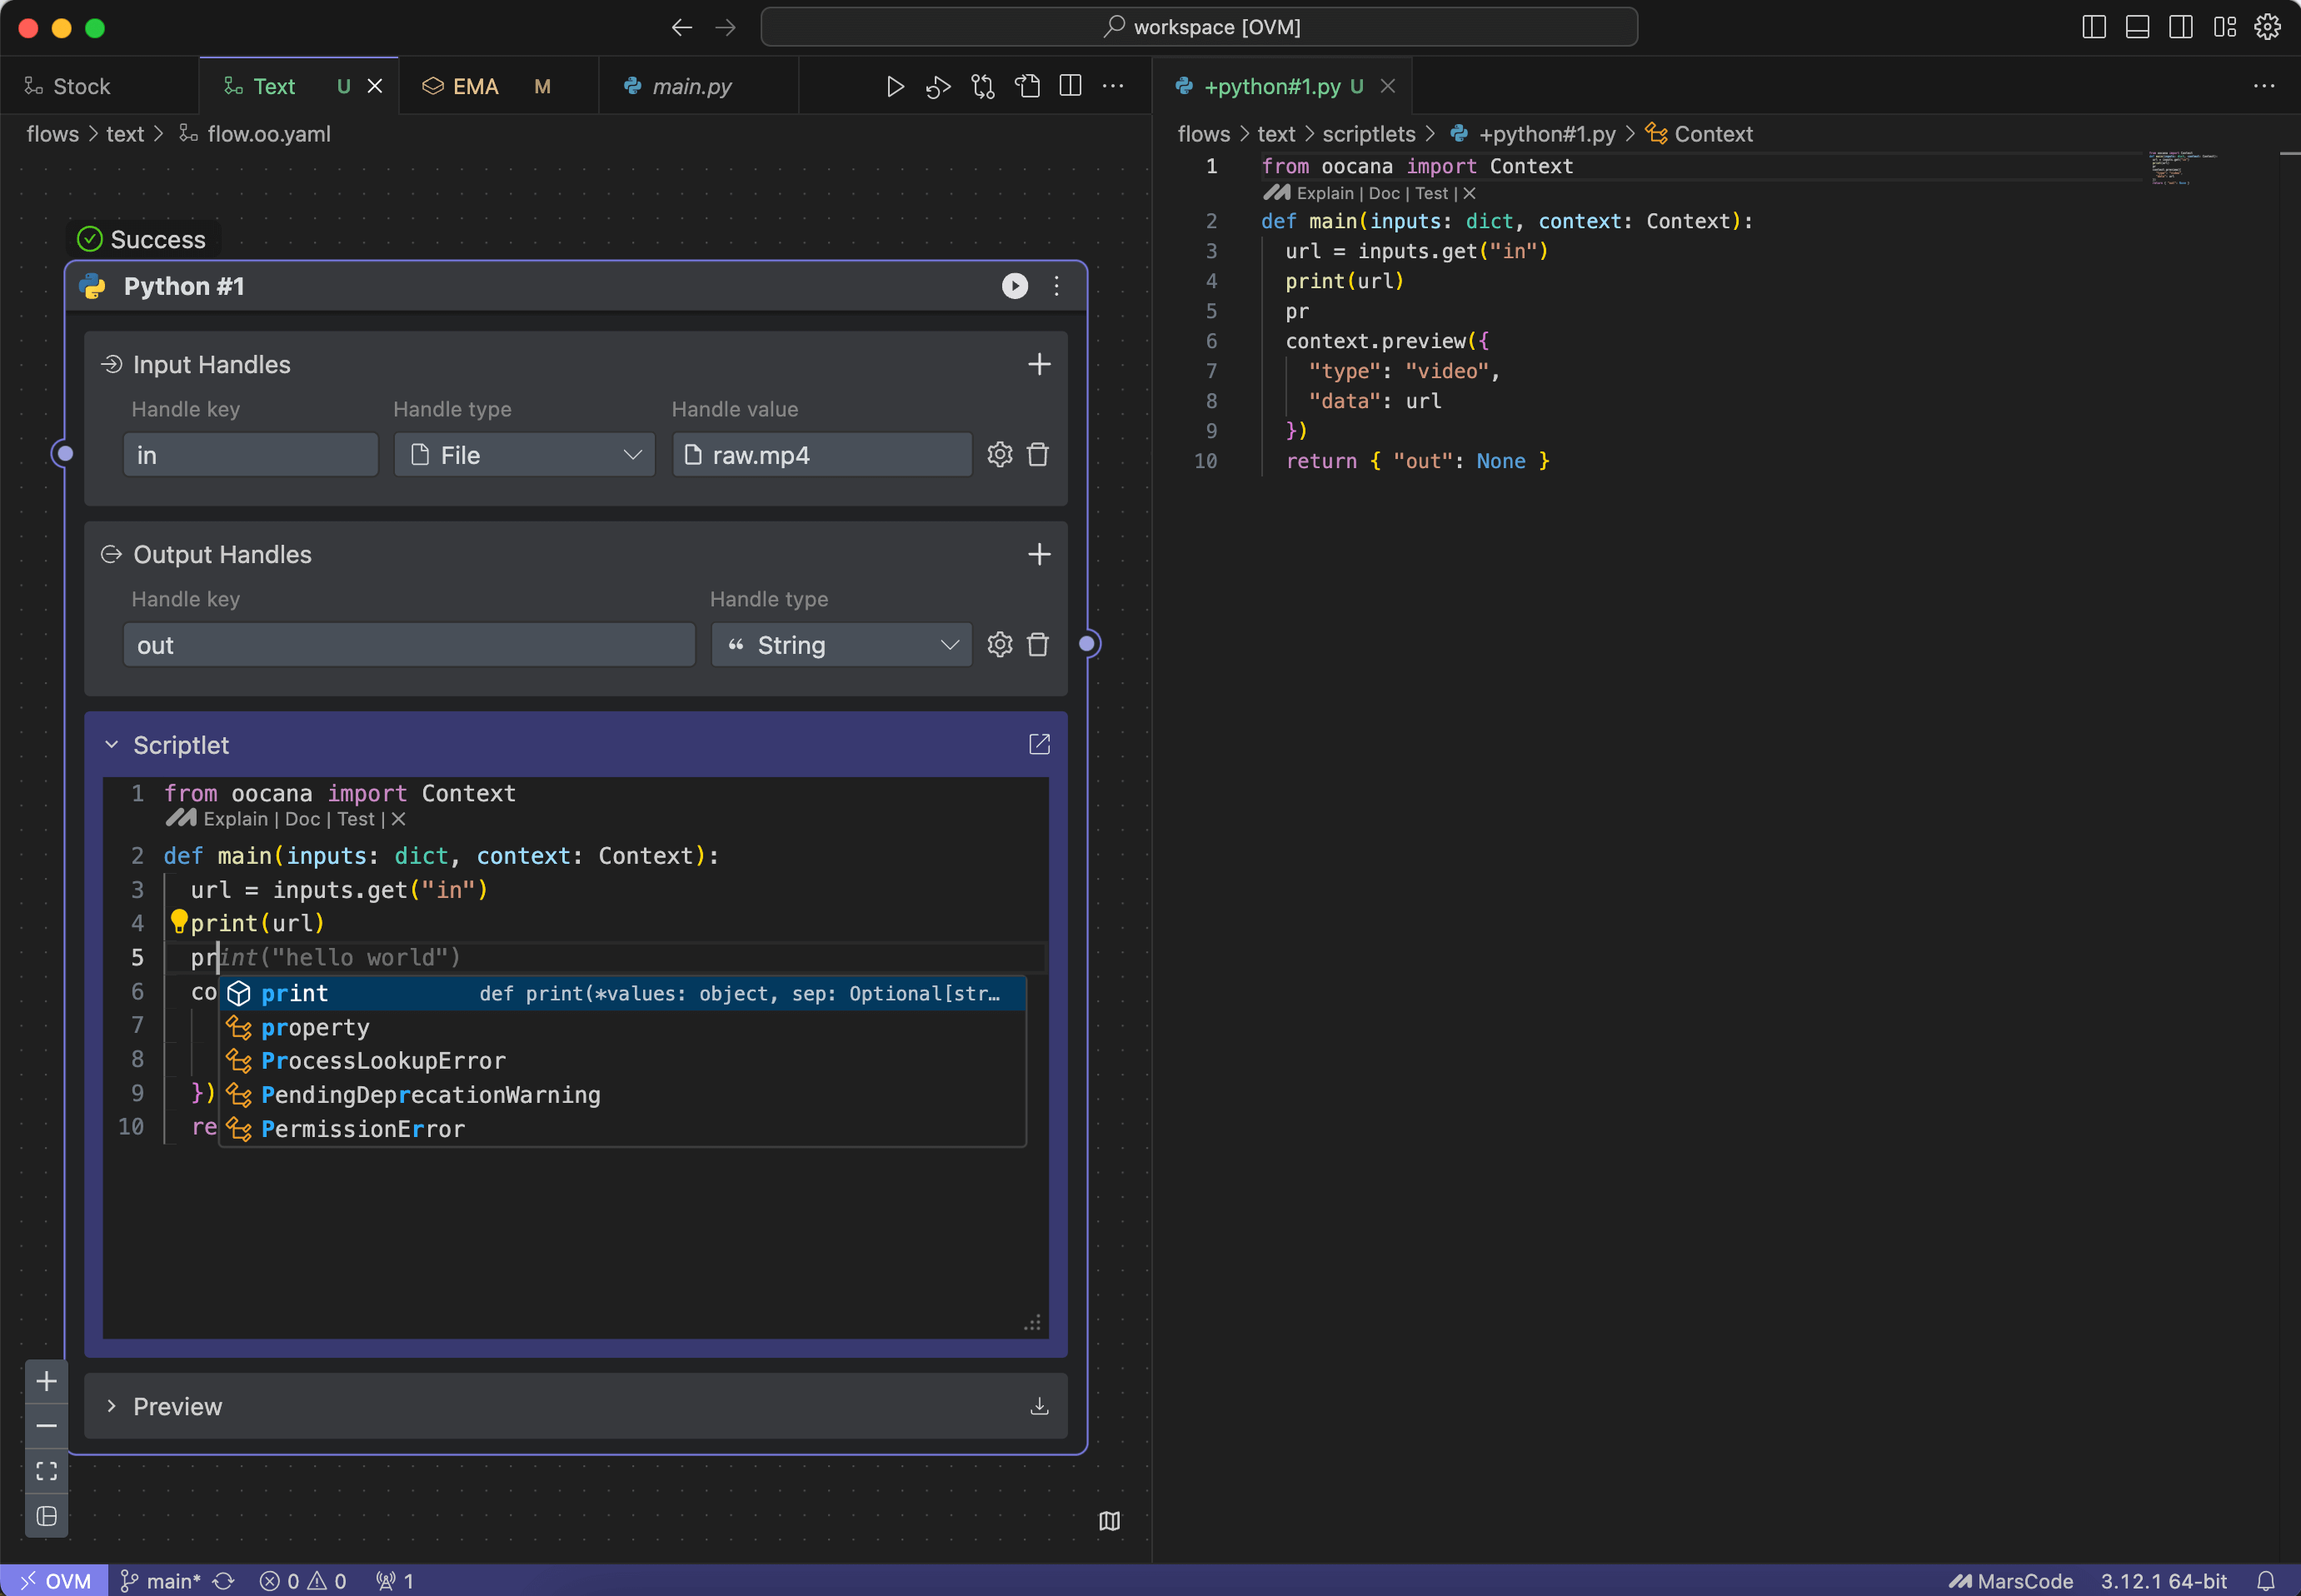 workspace [OVM]
Stock
Text U
EMA M
main.py
flows > text > flow.oo.yaml
Success
Python #1
Input Handles
Handle key Handle type Handle value
in File raw.mp4
Output Handles
Handle key Handle type
out String
Scriptlet
1 from oocana import Context
Explain | Doc | Test |
2 def main(inputs: dict, context: Context):
3 url = inputs.get("in")
4 print(url)
5 print("hello world")
6 co
7
8
9 })
10 re
print def print(*values: object, sep: Optional[str…
property
ProcessLookupError
PendingDeprecationWarning
PermissionError
Preview
+python#1.py U
flows > text > scriptlets > +python#1.py > Context
1 from oocana import Context
Explain | Doc | Test |
2 def main(inputs: dict, context: Context):
3 url = inputs.get("in")
4 print(url)
5 pr
6 context.preview({
7 "type": "video",
8 "data": url
9 })
10 return { "out": None }
OVM main* 0 0 1
MarsCode 3.12.1 64-bit